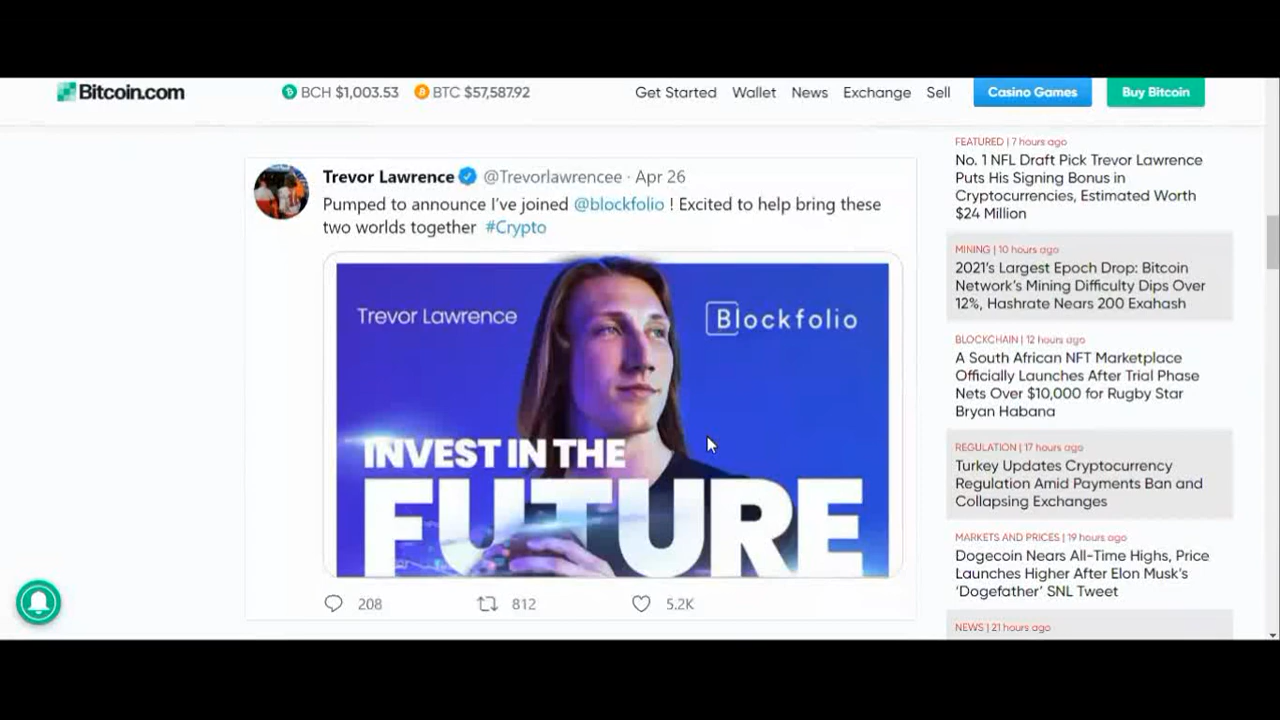 Bitcoin.com
BCH $1,003.53
BTC $57,587.92
Get Started
Wallet
News
Exchange
Sell
Casino Games
Buy Bitcoin
Trevor Lawrence @Trevorlawrencee · Apr 26
Pumped to announce I've joined @blockfolio ! Excited to help bring these
two worlds together #Crypto
Trevor Lawrence
Blockfolio
INVEST IN THE
FUTURE
208
812
5.2K
FEATURED | 7 hours ago
No. 1 NFL Draft Pick Trevor Lawrence
Puts His Signing Bonus in
Cryptocurrencies, Estimated Worth
$24 Million
MINING | 10 hours ago
2021's Largest Epoch Drop: Bitcoin
Network's Mining Difficulty Dips Over
12%, Hashrate Nears 200 Exahash
BLOCKCHAIN | 12 hours ago
A South African NFT Marketplace
Officially Launches After Trial Phase
Nets Over $10,000 for Rugby Star
Bryan Habana
REGULATION | 17 hours ago
Turkey Updates Cryptocurrency
Regulation Amid Payments Ban and
Collapsing Exchanges
MARKETS AND PRICES | 19 hours ago
Dogecoin Nears All-Time Highs, Price
Launches Higher After Elon Musk's
'Dogefather' SNL Tweet
NEWS | 21 hours ago